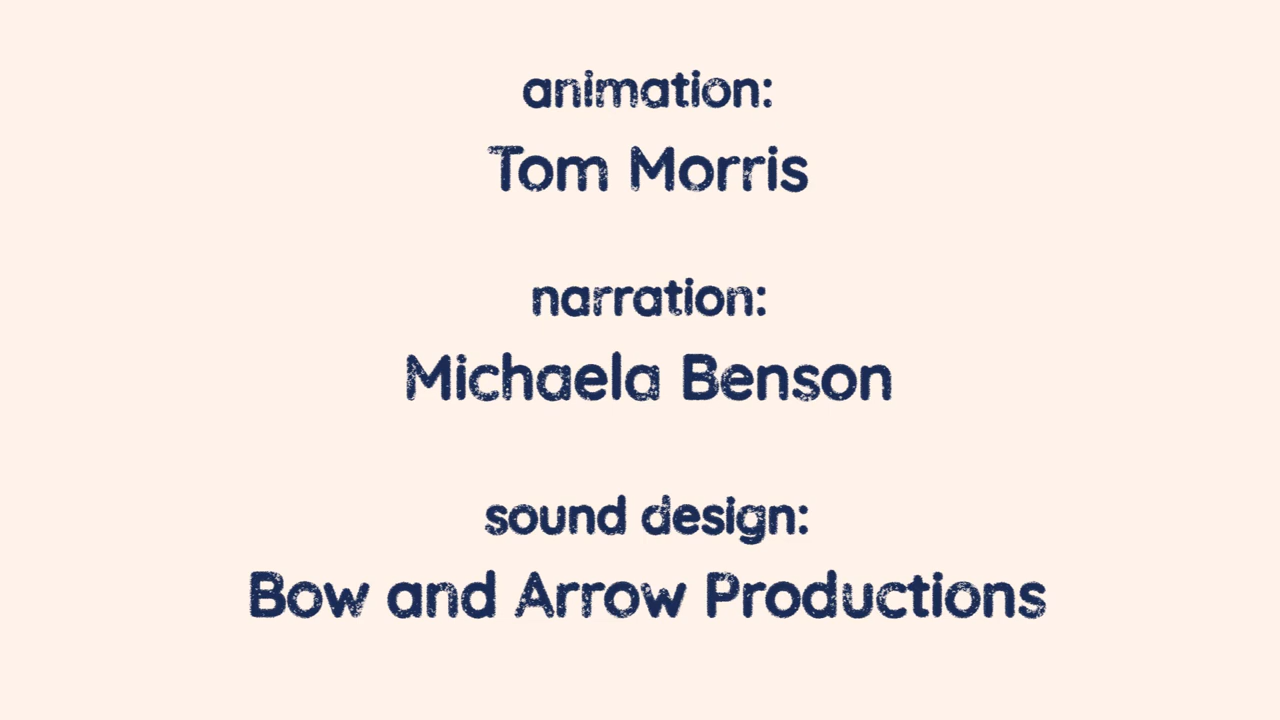 animation:
Tom Morris
narration:
Michaela Benson
sound design:
Bow and Arrow Productions